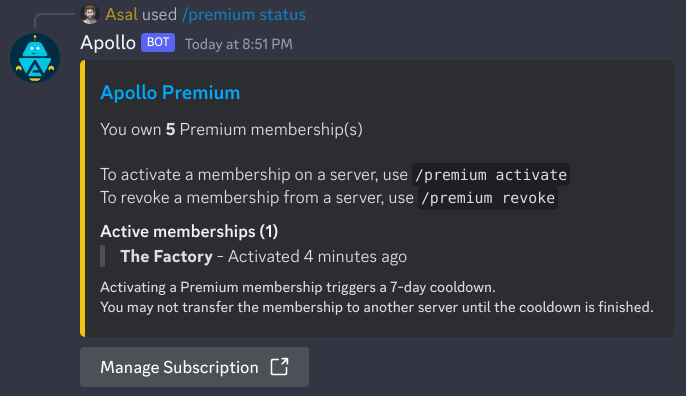 Asal used /premium status
Apollo BOT Today at 8:51 PM
Apollo Premium
You own 5 Premium membership(s)
To activate a membership on a server, use /premium activate
To revoke a membership from a server, use /premium revoke
Active memberships (1)
The Factory - Activated 4 minutes ago
Activating a Premium membership triggers a 7-day cooldown.
You may not transfer the membership to another server until the cooldown is finished.
Manage Subscription